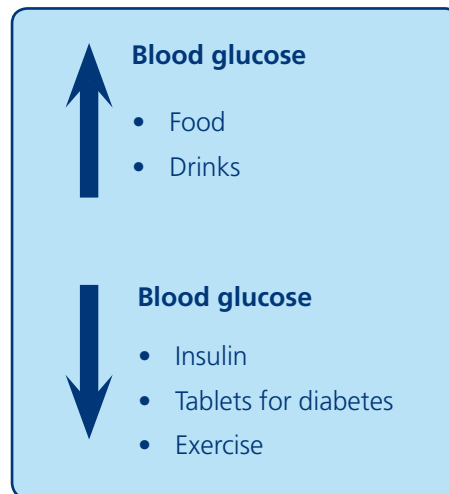 Blood glucose
• Food
• Drinks
Blood glucose
• Insulin
• Tablets for diabetes
• Exercise